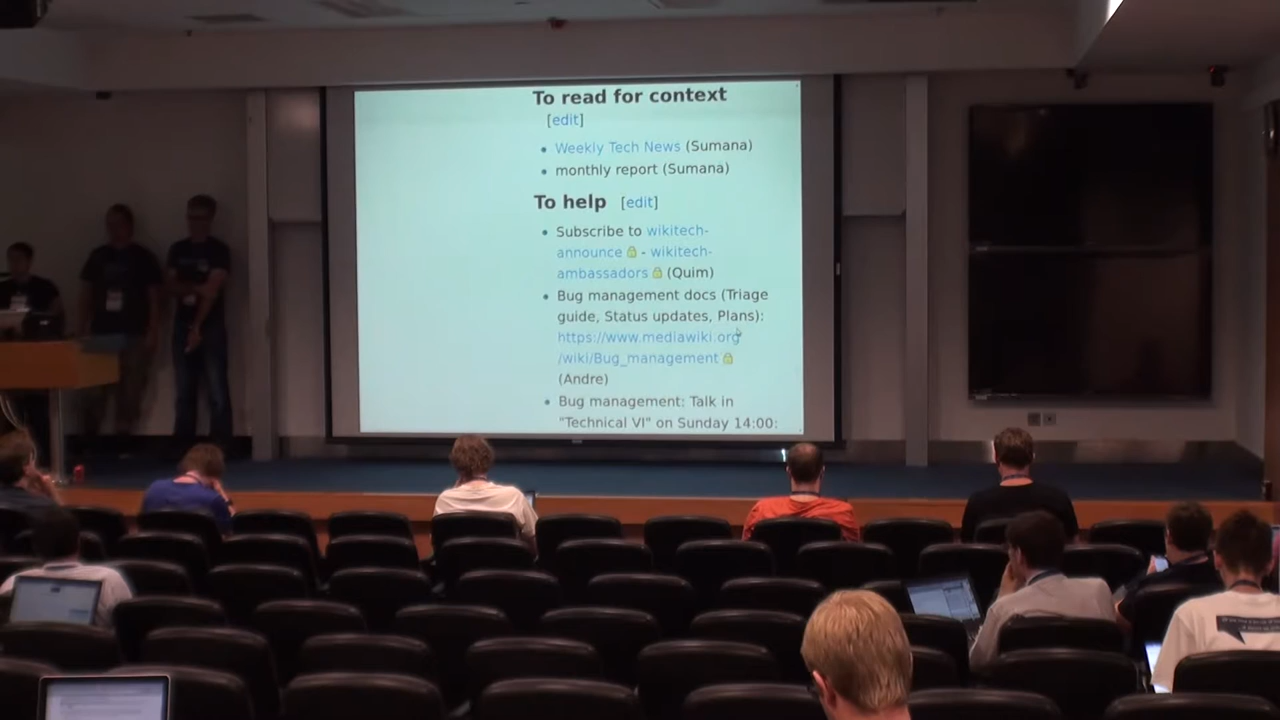 To read for context
[edit]
Weekly Tech News (Sumana)
monthly report (Sumana)
To help [edit]
Subscribe to wikitech-
announce - wikitech-
ambassadors (Quim)
Bug management docs (Triage
guide, Status updates, Plans):
https://www.mediawiki.org
/wiki/Bug_management
(Andre)
Bug management: Talk in
"Technical VI" on Sunday 14:00: